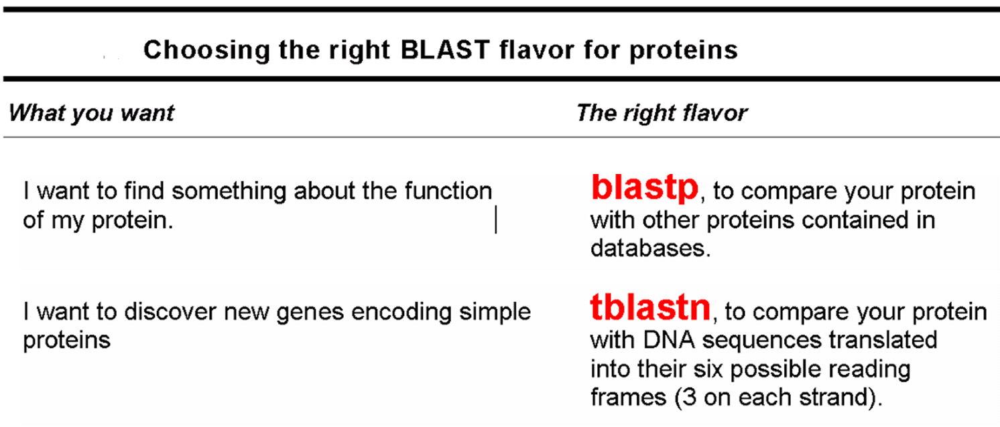 Choosing the right BLAST flavor for proteins
What you want
The right flavor
I want to find something about the function
of my protein.
blastp, to compare your protein
with other proteins contained in
databases.
I want to discover new genes encoding simple
proteins
tblastn, to compare your protein
with DNA sequences translated
into their six possible reading
frames (3 on each strand).